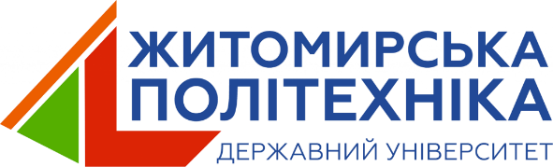 ЖИТОМИРСЬКА
ПОЛІТЕХНІКА
ДЕРЖАВНИЙ УНІВЕРСИТЕТ